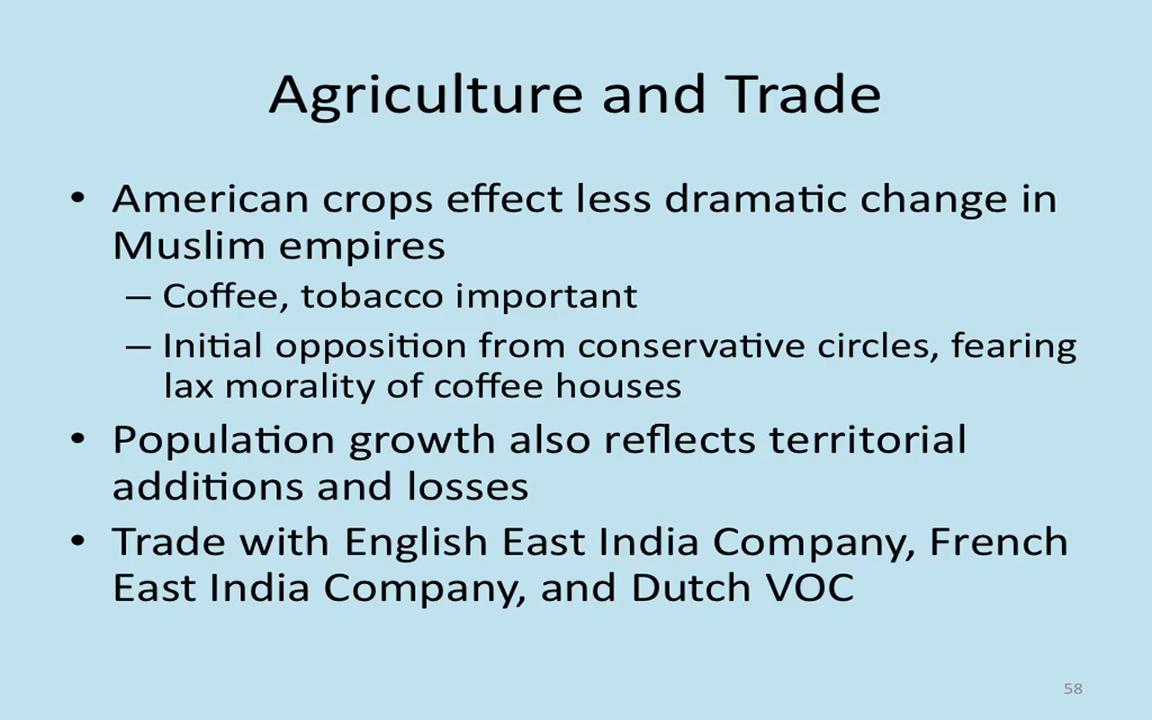 Agriculture and Trade
• American crops effect less dramatic change in
Muslim empires
– Coffee, tobacco important
– Initial opposition from conservative circles, fearing
lax morality of coffee houses
• Population growth also reflects territorial
additions and losses
• Trade with English East India Company, French
East India Company, and Dutch VOC
58